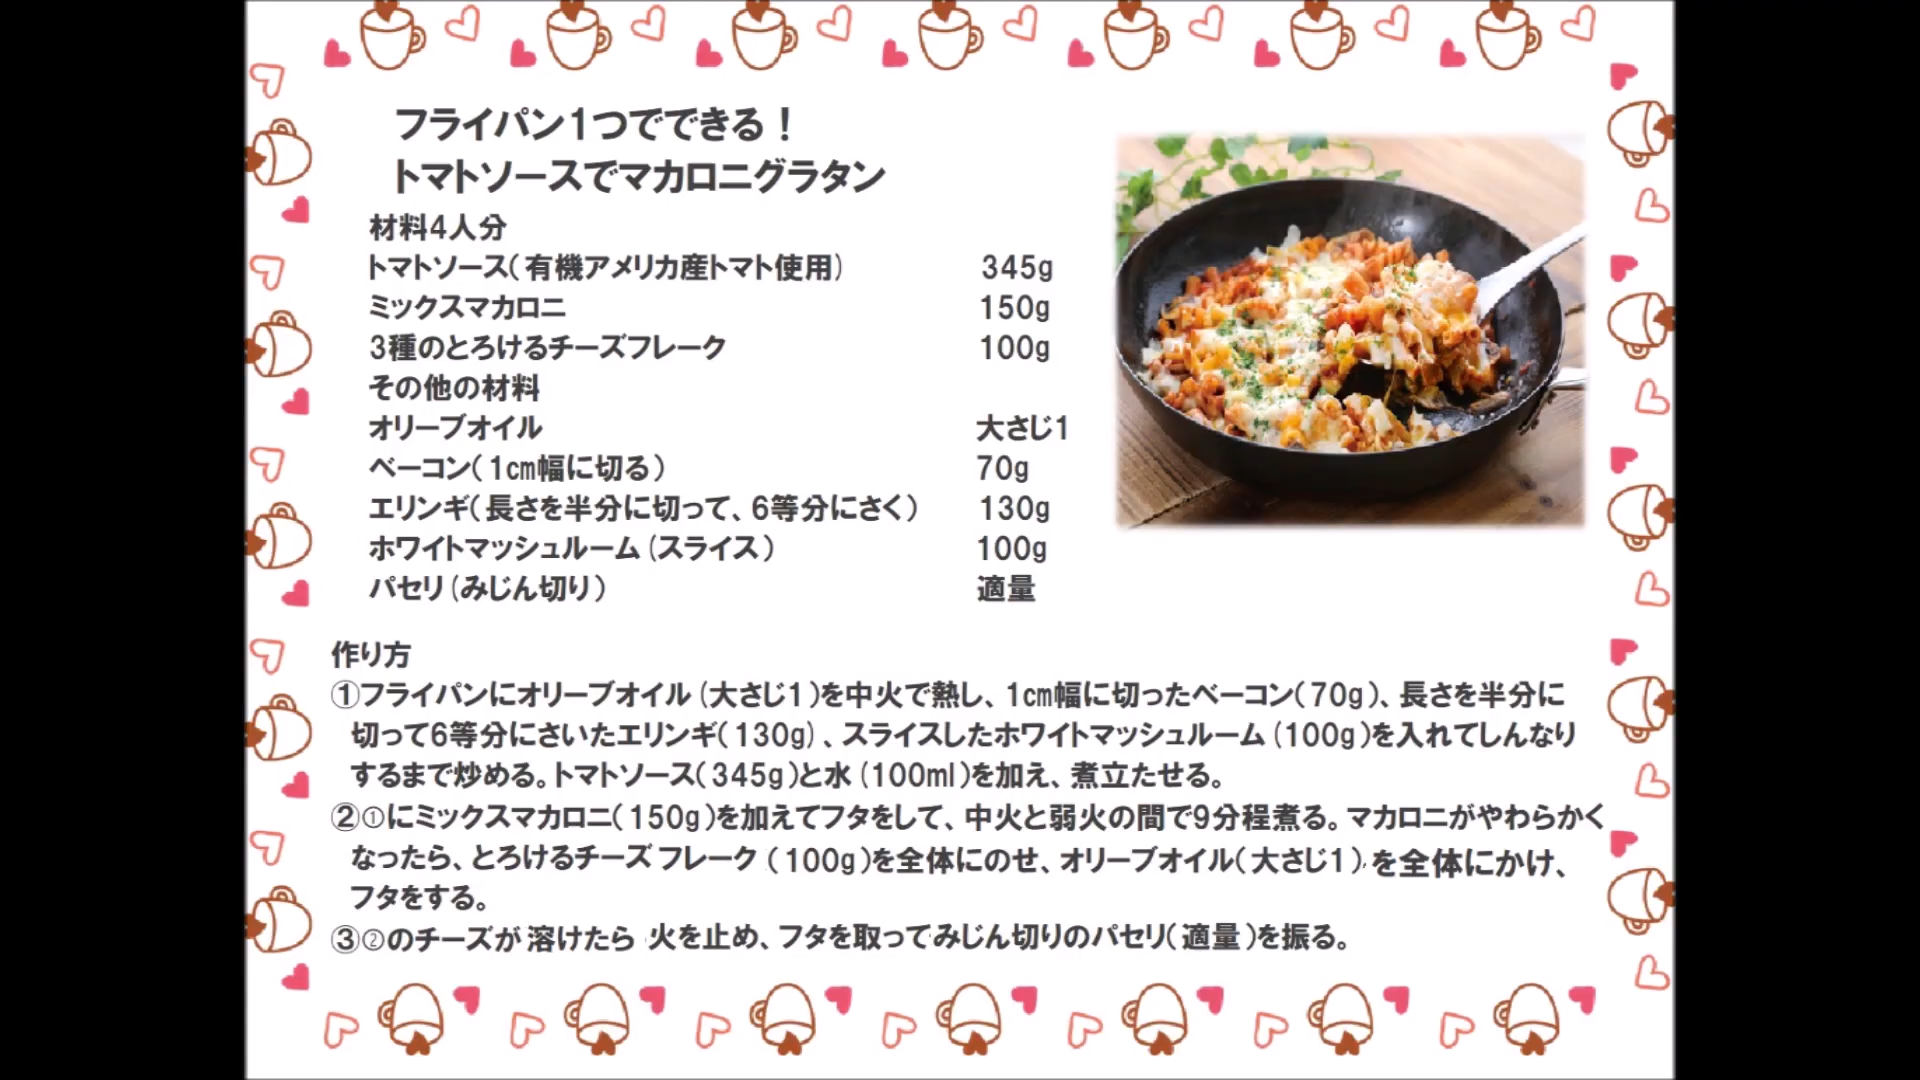 フライパン1つでできる！
トマトソースでマカロニグラタン
材料4人分
トマトソース(有機アメリカ産トマト使用) 345g
ミックスマカロニ 150g
3種のとろけるチーズフレーク 100g
その他の材料
オリーブオイル 大さじ1
ベーコン(1㎝幅に切る) 70g
エリンギ(長さを半分に切って、6等分にさく) 130g
ホワイトマッシュルーム(スライス) 100g
パセリ(みじん切り) 適量
作り方
①フライパンにオリーブオイル(大さじ1)を中火で熱し、1㎝幅に切ったベーコン(70g)、長さを半分に
切って6等分にさいたエリンギ(130g)、スライスしたホワイトマッシュルーム(100g)を入れてしんなり
するまで炒める。トマトソース(345g)と水(100ml)を加え、煮立たせる。
②①にミックスマカロニ(150g)を加えてフタをして、中火と弱火の間で9分程煮る。マカロニがやわらかく
なったら、とろけるチーズフレーク(100g)を全体にのせ、オリーブオイル(大さじ1)を全体にかけ、
フタをする。
③②のチーズが溶けたら火を止め、フタを取ってみじん切りのパセリ(適量)を振る。